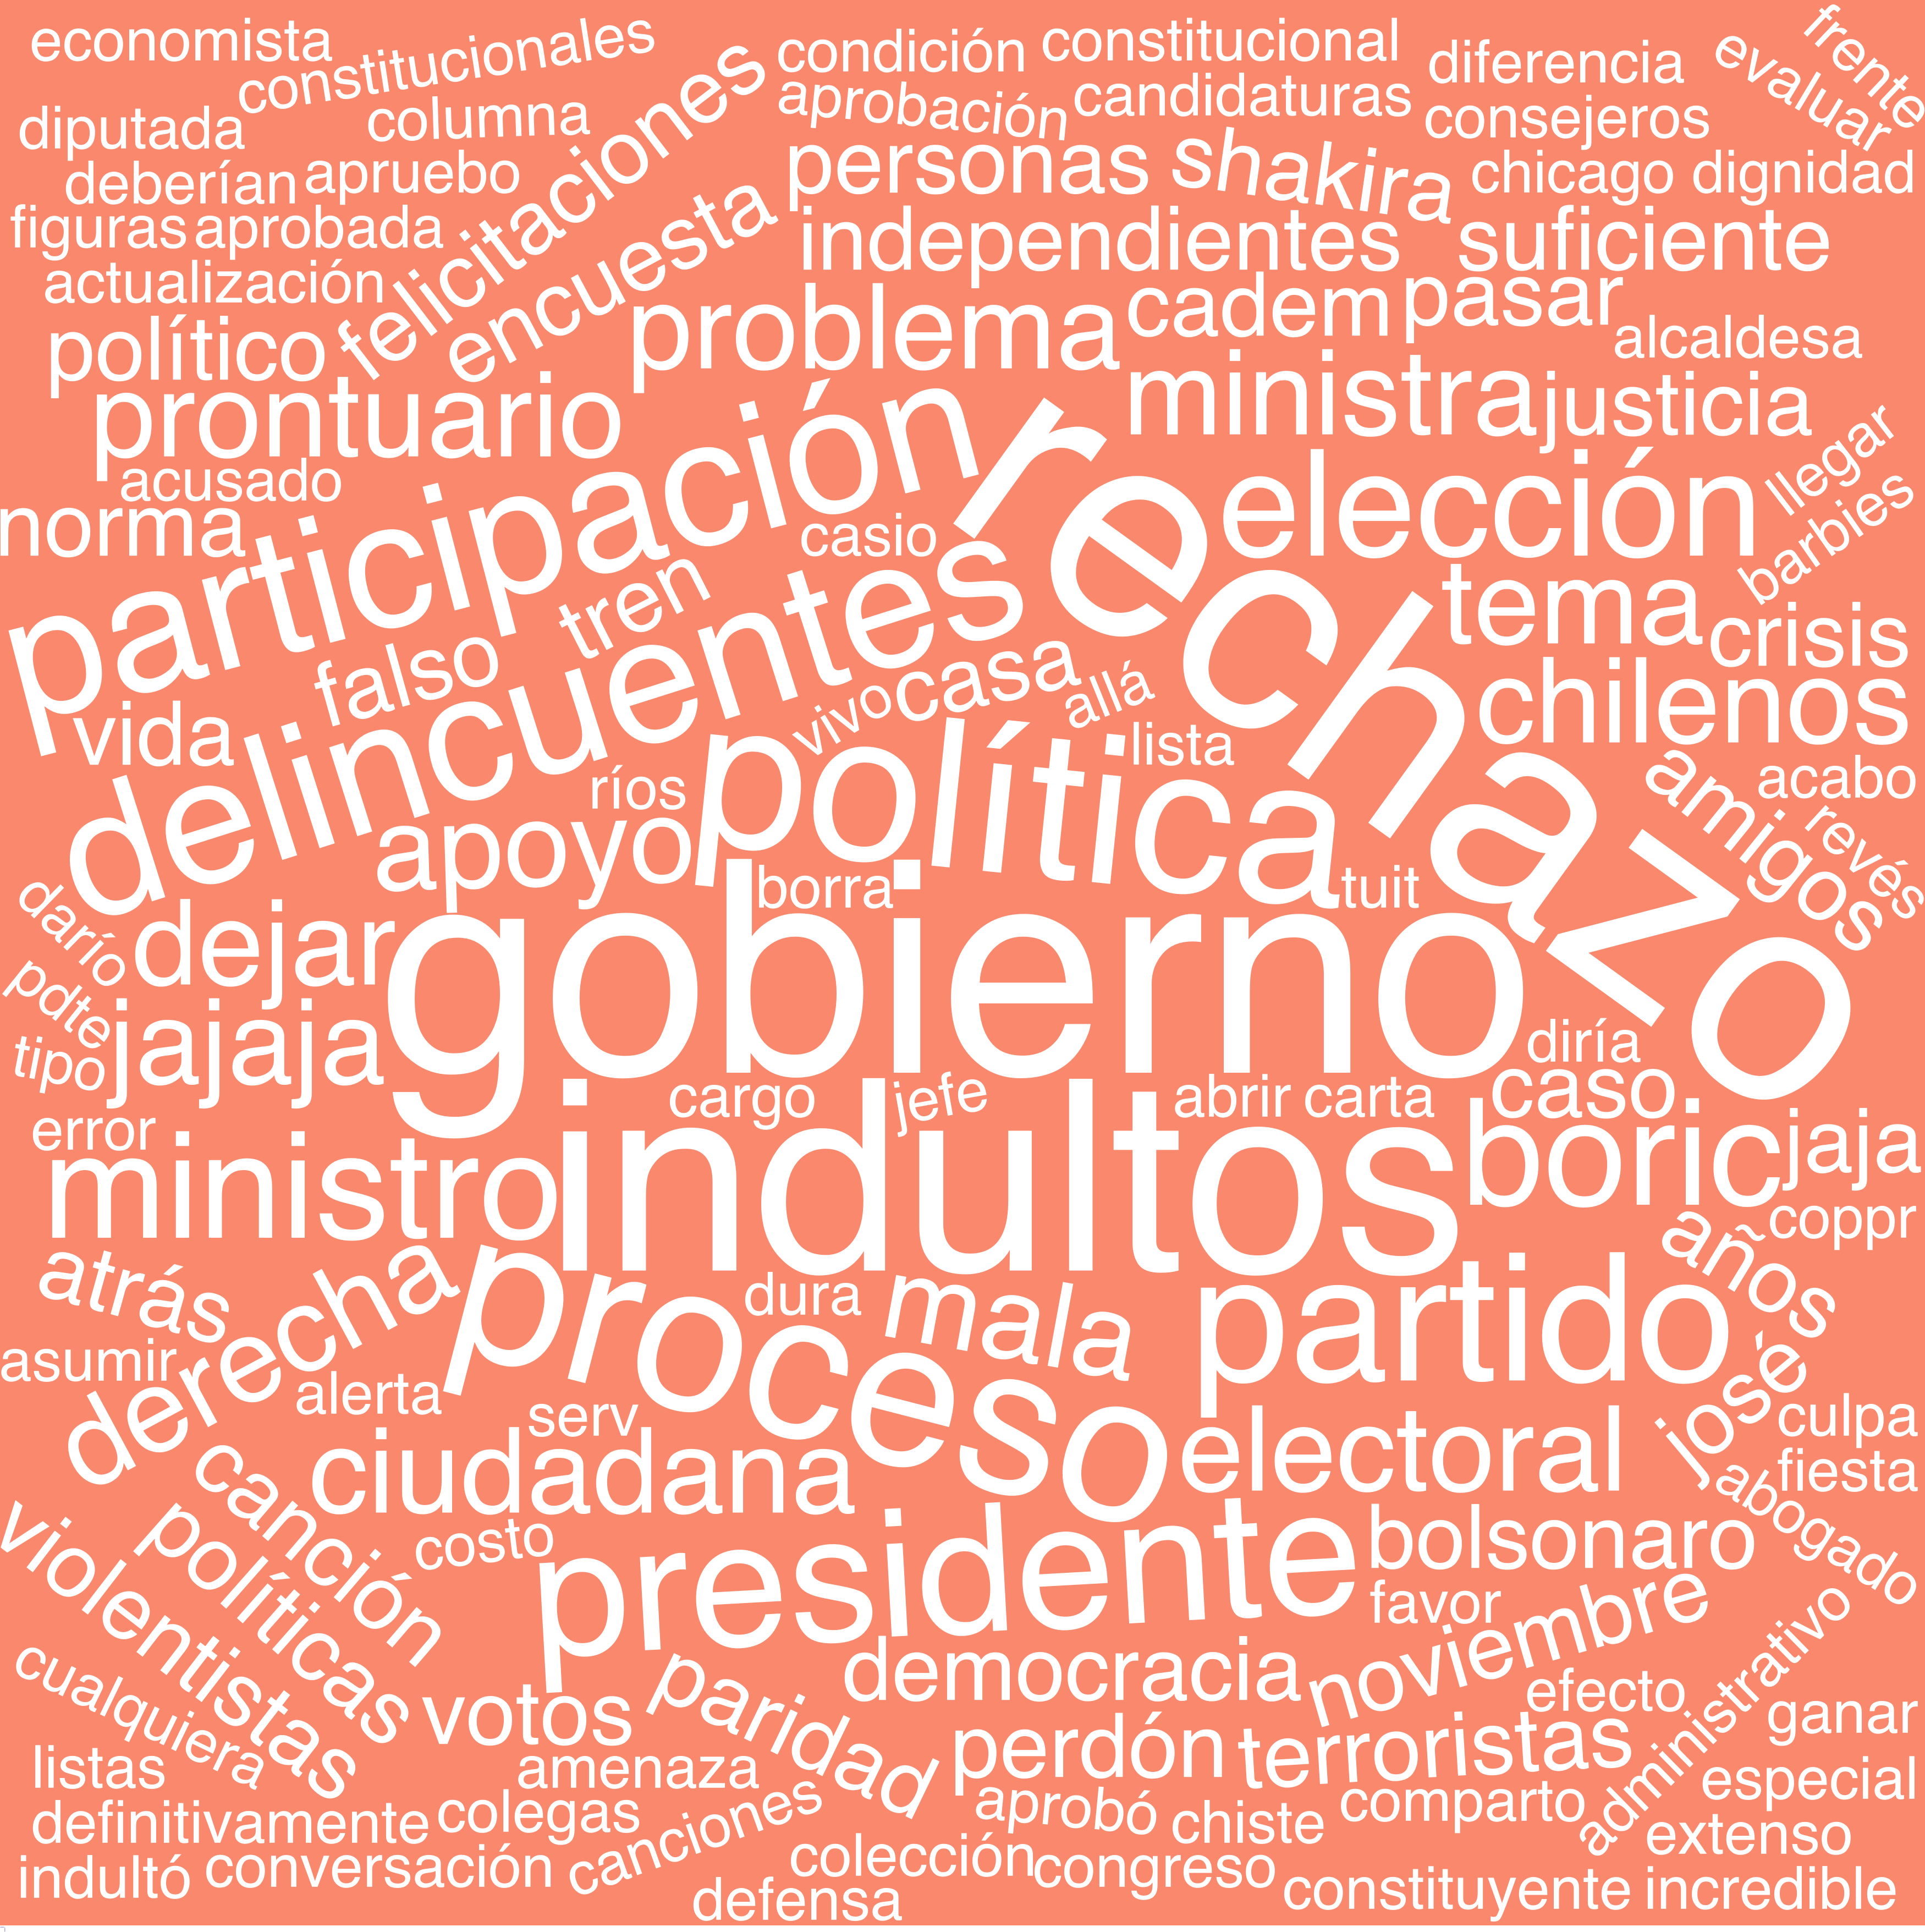 economista
constitucionales
condición
constitucional
diferencia
evaluar
frente
diputada
columna
felicitaciones
aprobación
candidaturas
consejeros
deberían
apruebo
personas
shakira
chicago
dignidad
figuras
aprobada
encuesta
independientes
suficiente
actualización
político
problema
cadem
pasar
alcaldesa
prontuario
ministra
justicia
acusado
participación
rechazo
elección
llegar
barbies
norma
casio
tren
tema
crisis
falso
delincuentes
vivo
casa
allá
chilenos
vida
política
lista
amigos
acabo
ríos
apoyo
revés
borra
tuit
darío
dejar
gobierno
pdte
tipo
jajaja
diría
cargo
jefe
abrir
carta
caso
error
ministro
indultos
boric
jaja
coppr
años
atrás
derecha
proceso
dura
mala
partido
asumir
alerta
josé
culpa
serv
canción
ciudadana
electoral
fiesta
abogado
violentistas
políticas
costo
presidente
bolsonaro
favor
noviembre
cualquiera
votos
paridad
democracia
efecto
administrativo
ganar
listas
amenaza
perdón
terroristas
especial
definitivamente
colegas
canciones
aprobó
chiste
comparto
extenso
indultó
conversación
colección
congreso
defensa
constituyente
incredible